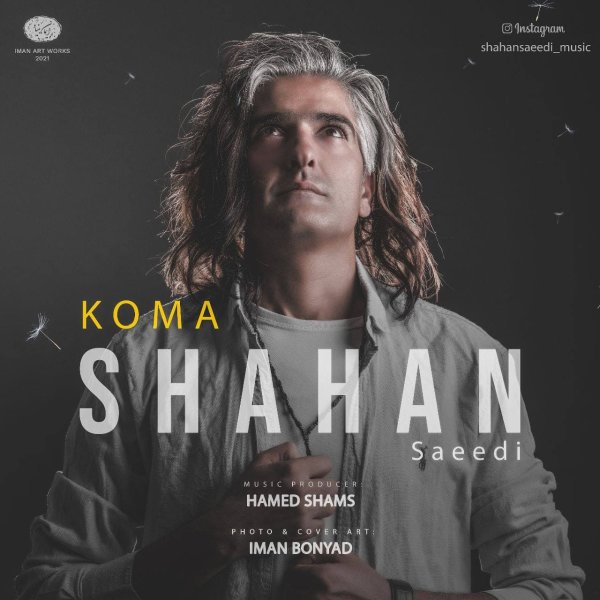 IMAN ART WORKS
2021
Instagram
shahansaeedi_music
KOMA
SHAHAN
Saeedi
MUSIC PRODUCER:
HAMED SHAMS
PHOTO & COVER ART:
IMAN BONYAD